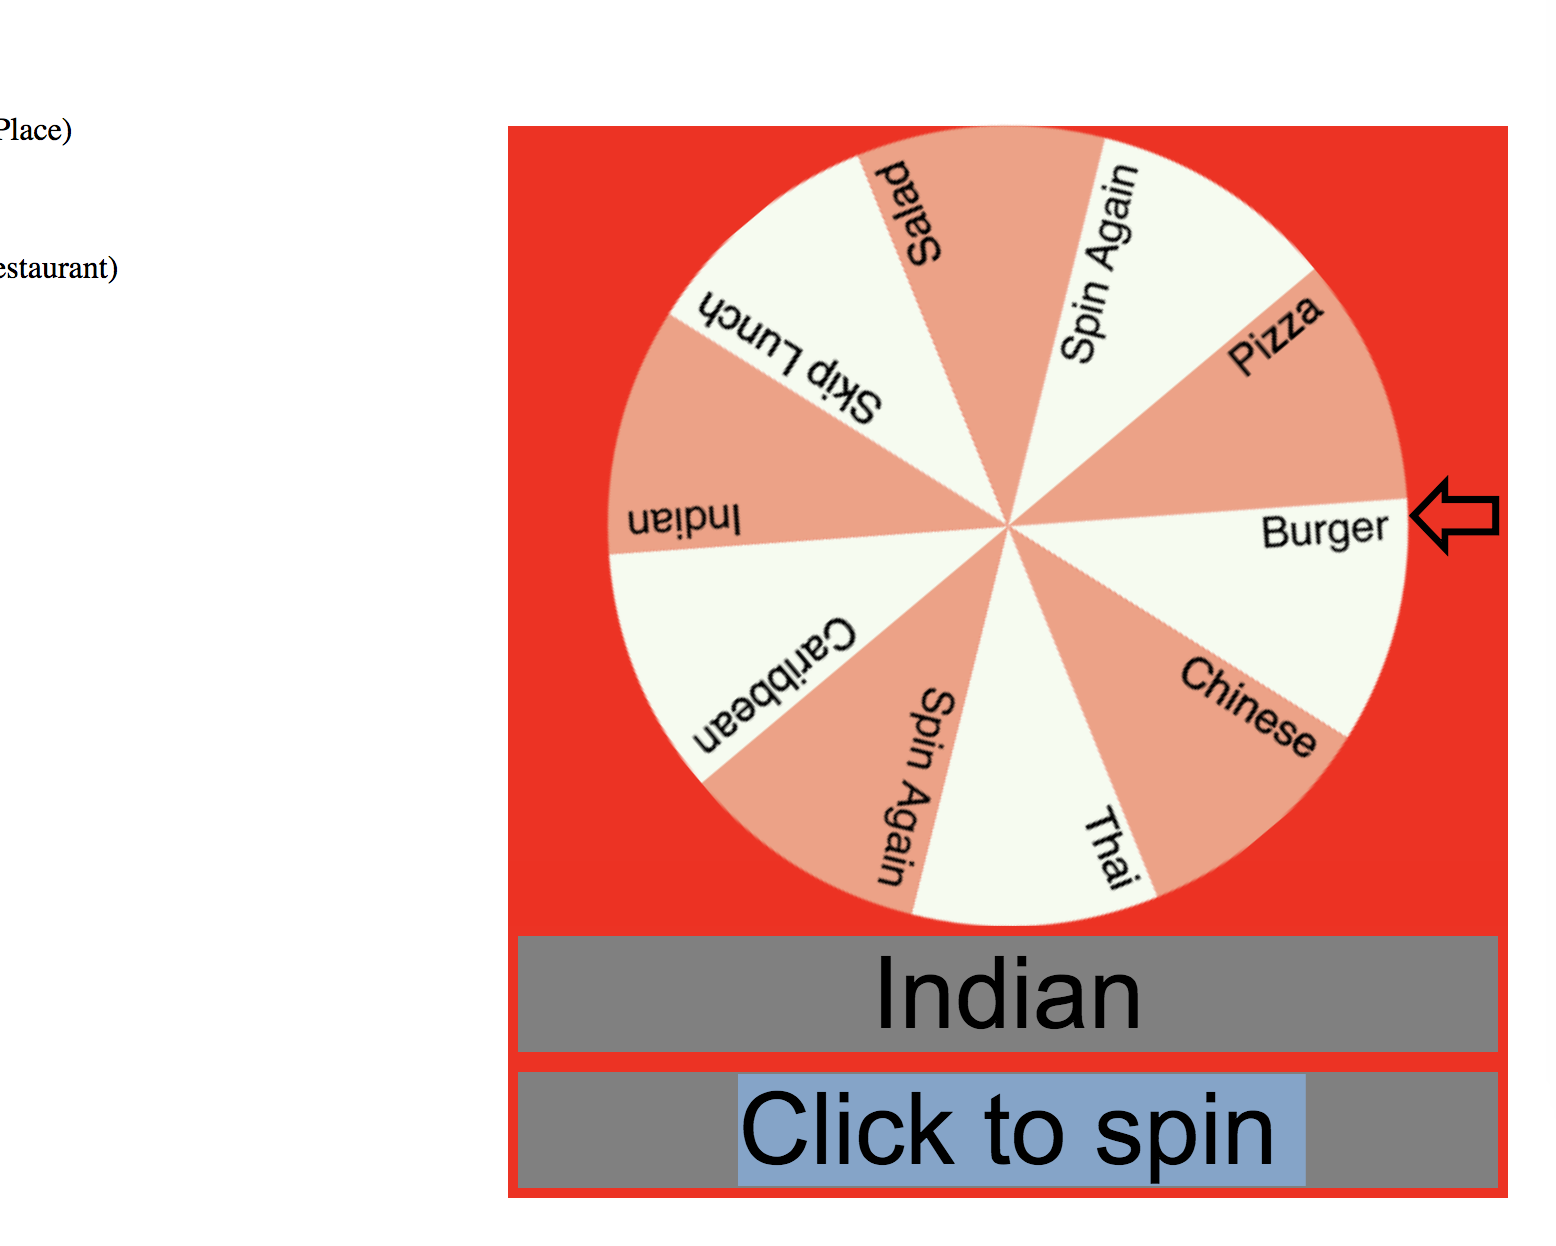 Place)
estaurant)
Salad
Spin Again
Pizza
Burger
Chinese
Thai
Spin Again
Caribbean
Indian
Skip Lunch
Indian
Click to spin